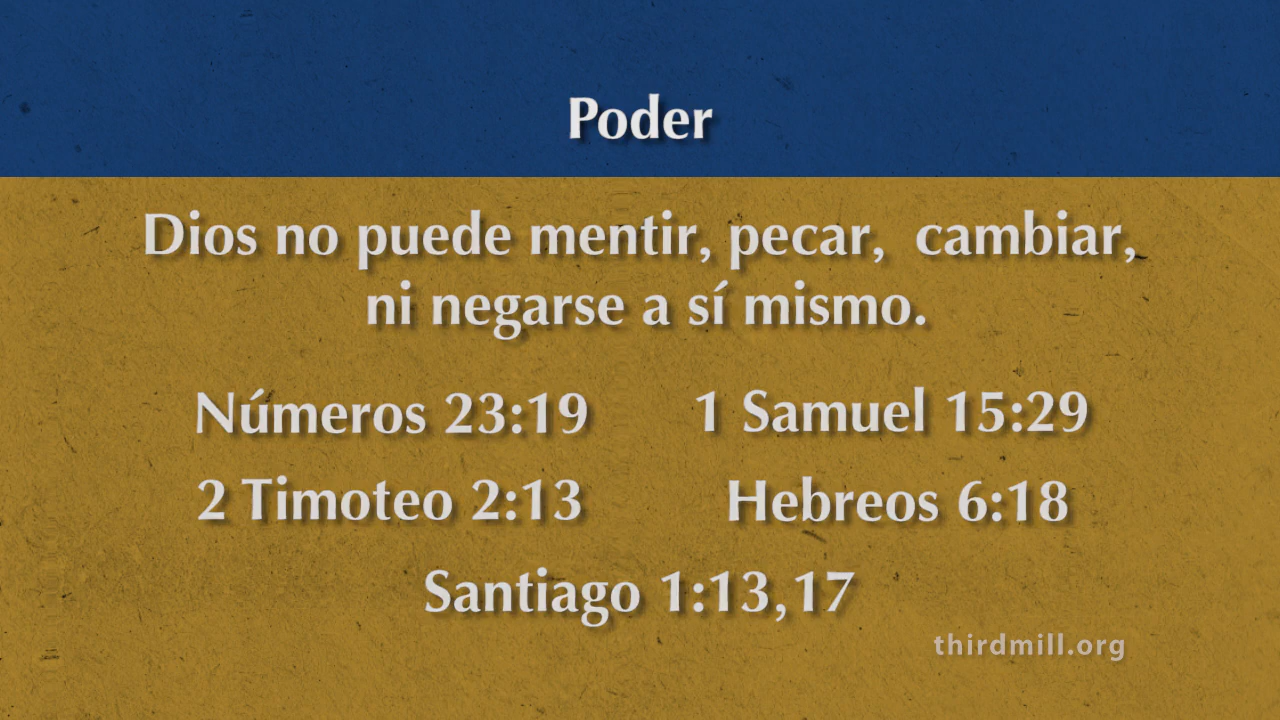 Poder
Dios no puede mentir, pecar, cambiar,
ni negarse a sí mismo.
Números 23:19 1 Samuel 15:29
2 Timoteo 2:13 Hebreos 6:18
Santiago 1:13,17
thirdmill.org